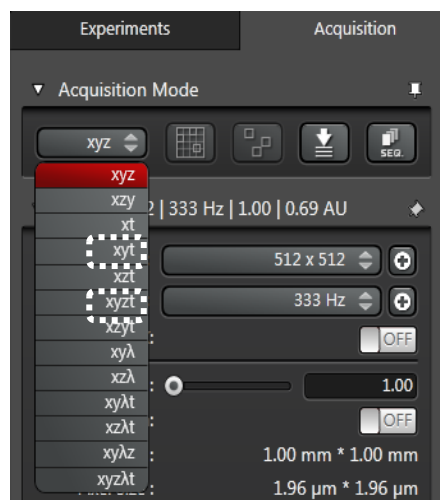 Experiments Acquisition
Acquisition Mode
xyz SEQ.
xyz
xzy | 333 Hz | 1.00 | 0.69 AU
xt
xyt 512 x 512
xzt
xyzt 333 Hz
xzyt : OFF
xyλ
xzλ : 1.00
xyλt : OFF
xzλt
xyλz : 1.00 mm * 1.00 mm
xyzλt : 1.96 µm * 1.96 µm